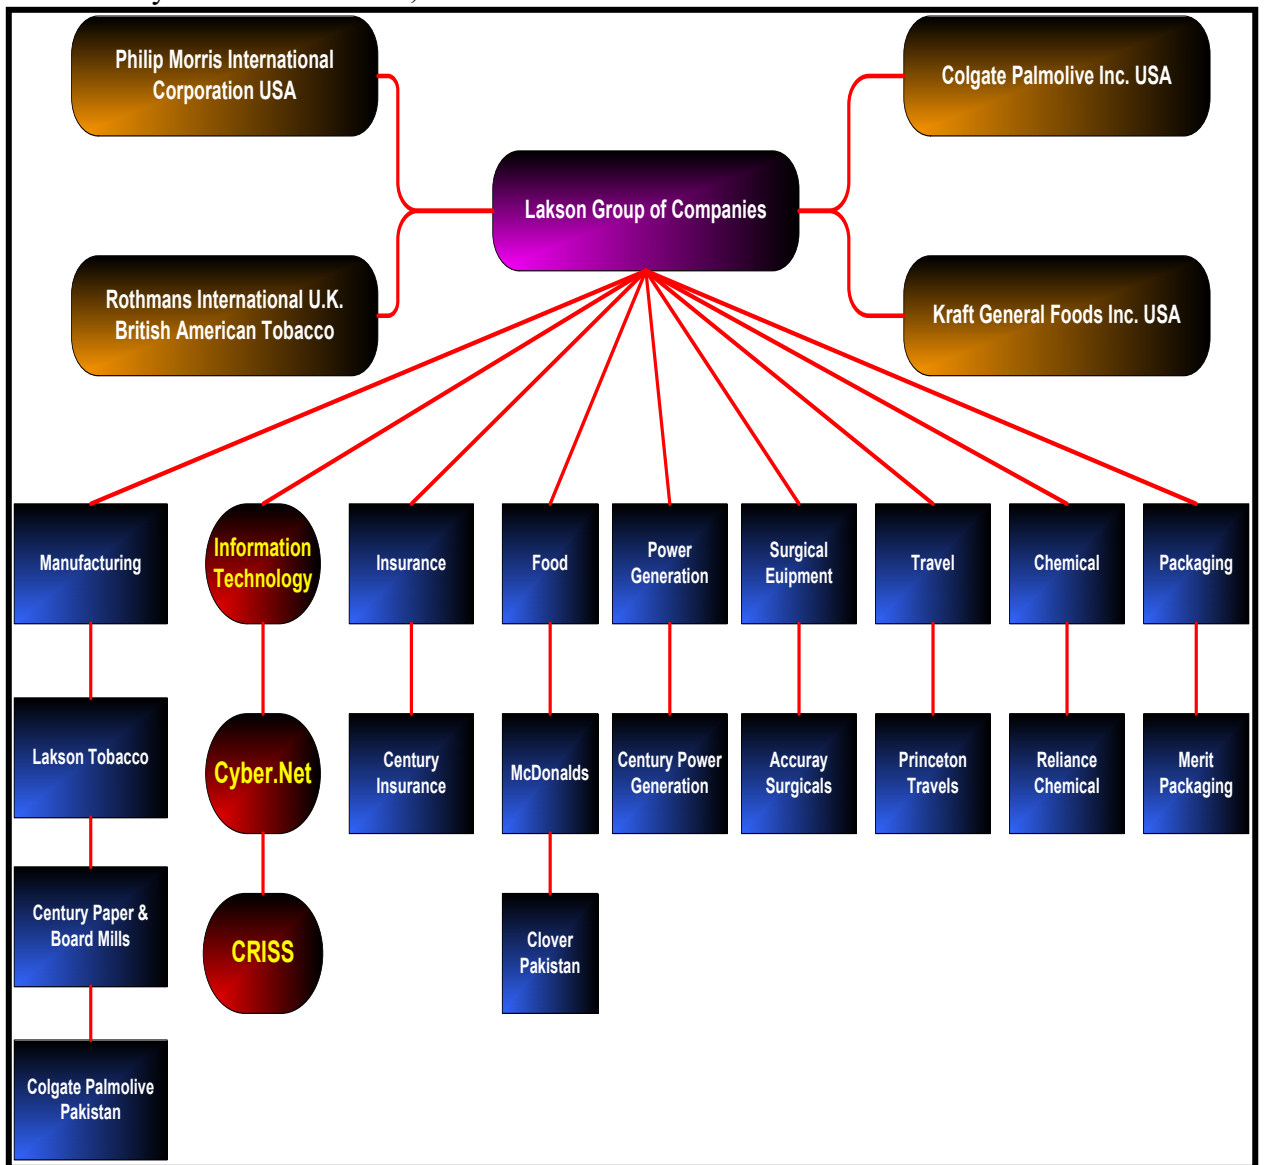 Philip Morris International
Corporation USA
Colgate Palmolive Inc. USA
Lakson Group of Companies
Rothmans International U.K.
British American Tobacco
Kraft General Foods Inc. USA
Manufacturing
Information
Technology
Insurance
Food
Power
Generation
Surgical
Euipment
Travel
Chemical
Packaging
Lakson Tobacco
Cyber.Net
Century
Insurance
McDonalds
Century Power
Generation
Accuray
Surgicals
Princeton
Travels
Reliance
Chemical
Merit
Packaging
Century Paper &
Board Mills
CRISS
Clover
Pakistan
Colgate Palmolive
Pakistan